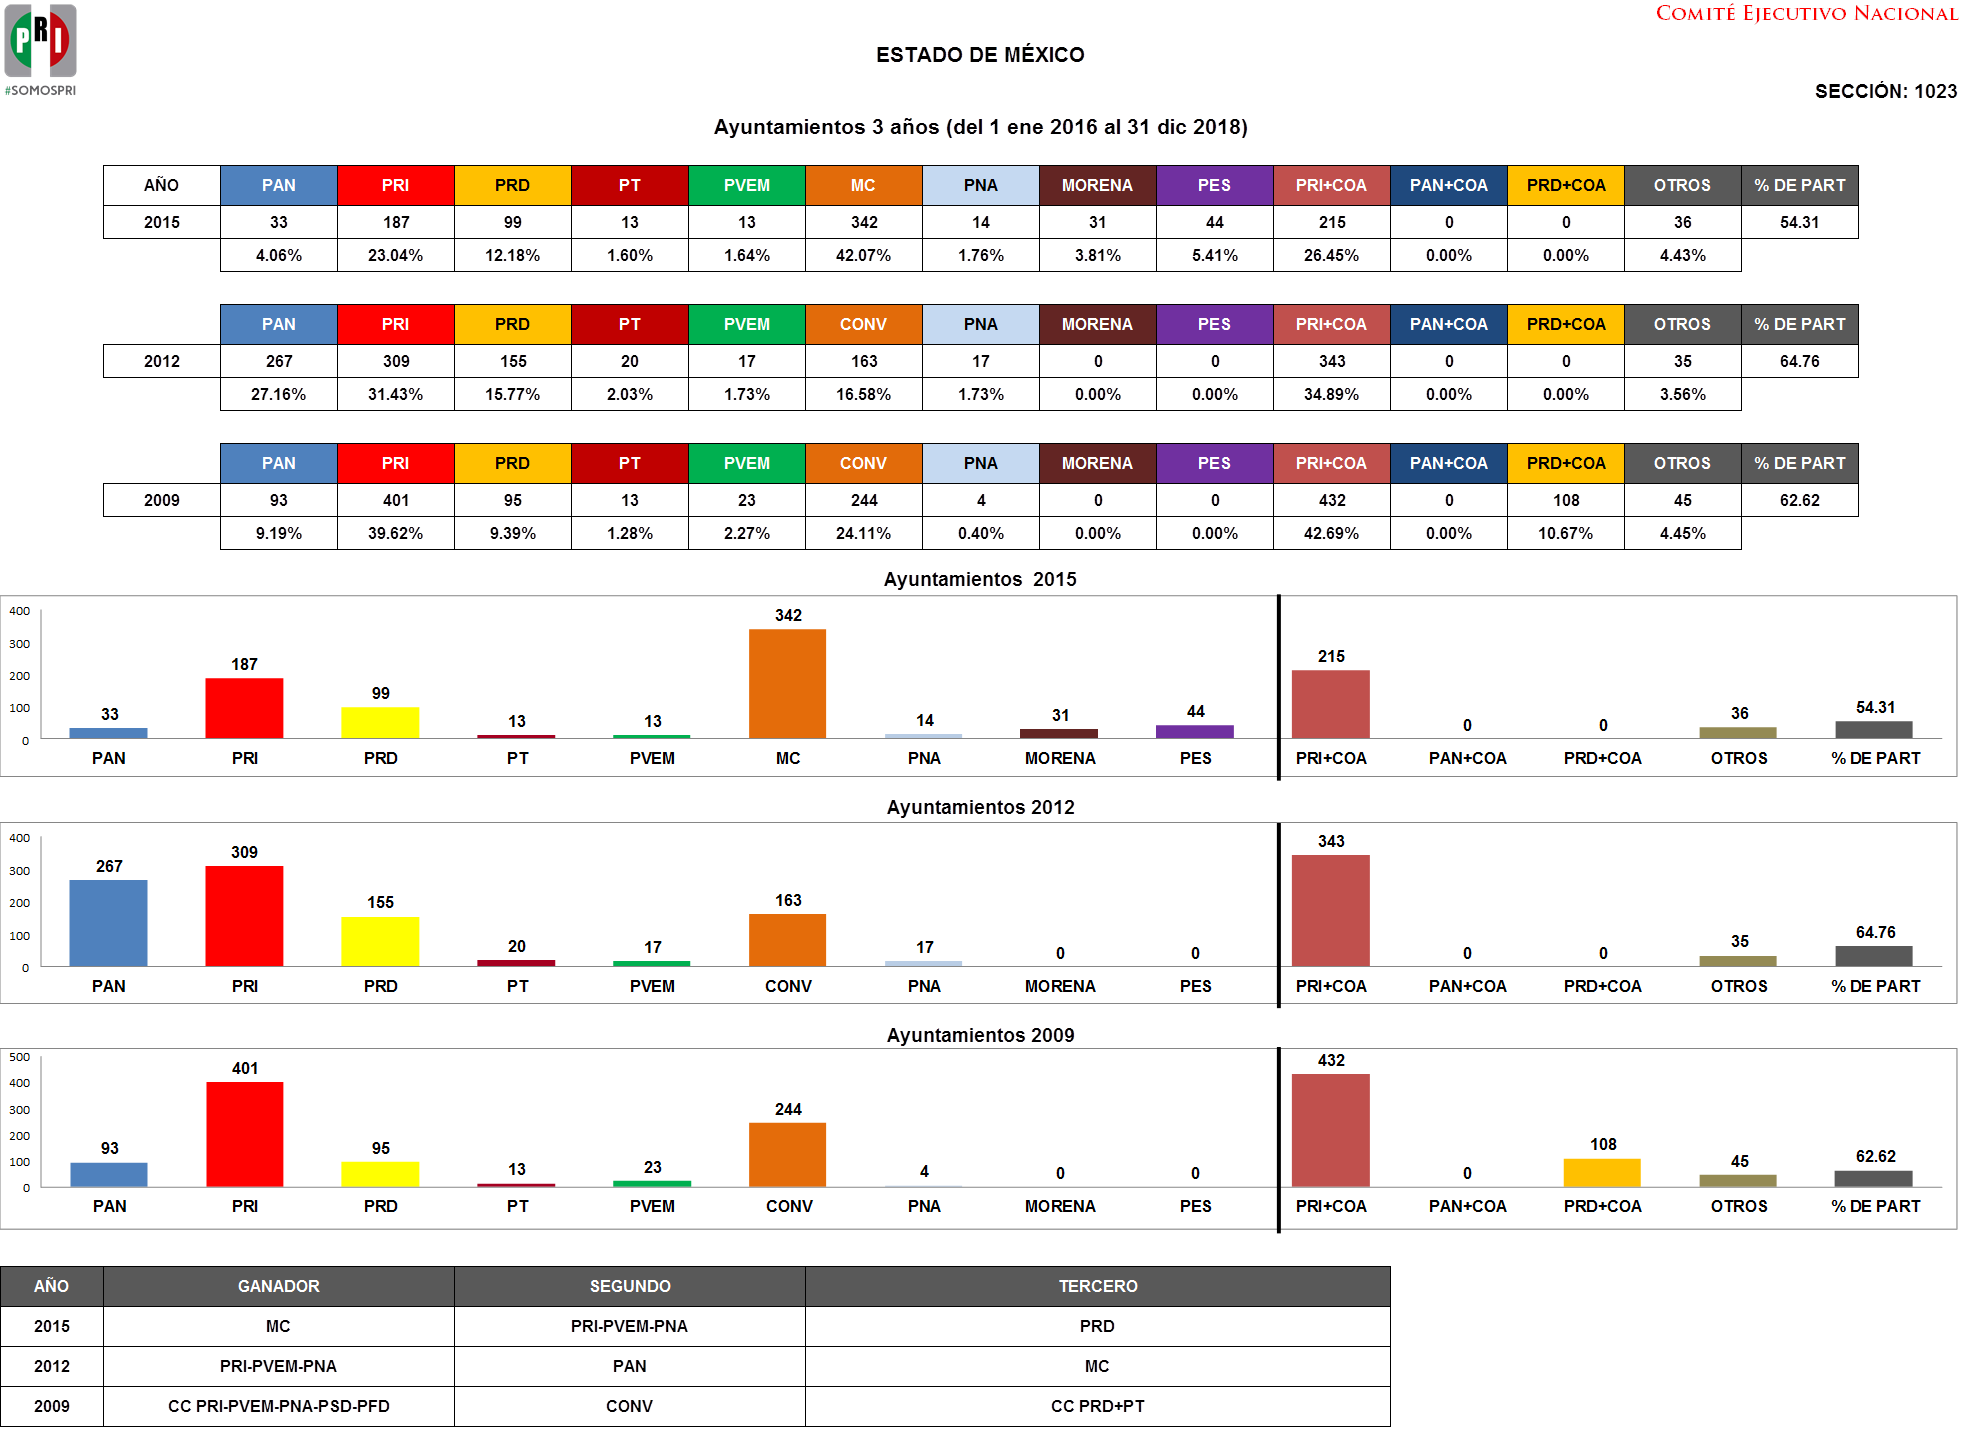 PRI
#SOMOSPRI
COMITÉ EJECUTIVO NACIONAL
ESTADO DE MÉXICO
SECCIÓN: 1023
Ayuntamientos 3 años (del 1 ene 2016 al 31 dic 2018)
AÑO PAN PRI PRD PT PVEM MC PNA MORENA PES PRI+COA PAN+COA PRD+COA OTROS % DE PART
2015 33 187 99 13 13 342 14 31 44 215 0 0 36 54.31
4.06% 23.04% 12.18% 1.60% 1.64% 42.07% 1.76% 3.81% 5.41% 26.45% 0.00% 0.00% 4.43%
PAN PRI PRD PT PVEM CONV PNA MORENA PES PRI+COA PAN+COA PRD+COA OTROS % DE PART
2012 267 309 155 20 17 163 17 0 0 343 0 0 35 64.76
27.16% 31.43% 15.77% 2.03% 1.73% 16.58% 1.73% 0.00% 0.00% 34.89% 0.00% 0.00% 3.56%
PAN PRI PRD PT PVEM CONV PNA MORENA PES PRI+COA PAN+COA PRD+COA OTROS % DE PART
2009 93 401 95 13 23 244 4 0 0 432 0 108 45 62.62
9.19% 39.62% 9.39% 1.28% 2.27% 24.11% 0.40% 0.00% 0.00% 42.69% 0.00% 10.67% 4.45%
Ayuntamientos 2015
400
300
200
100
0
33 187 99 13 13 342 14 31 44 215 0 0 36 54.31
PAN PRI PRD PT PVEM MC PNA MORENA PES PRI+COA PAN+COA PRD+COA OTROS % DE PART
Ayuntamientos 2012
400
300
200
100
0
267 309 155 20 17 163 17 0 0 343 0 0 35 64.76
PAN PRI PRD PT PVEM CONV PNA MORENA PES PRI+COA PAN+COA PRD+COA OTROS % DE PART
Ayuntamientos 2009
500
400
300
200
100
0
93 401 95 13 23 244 4 0 0 432 0 108 45 62.62
PAN PRI PRD PT PVEM CONV PNA MORENA PES PRI+COA PAN+COA PRD+COA OTROS % DE PART
AÑO GANADOR SEGUNDO TERCERO
2015 MC PRI-PVEM-PNA PRD
2012 PRI-PVEM-PNA PAN MC
2009 CC PRI-PVEM-PNA-PSD-PFD CONV CC PRD+PT